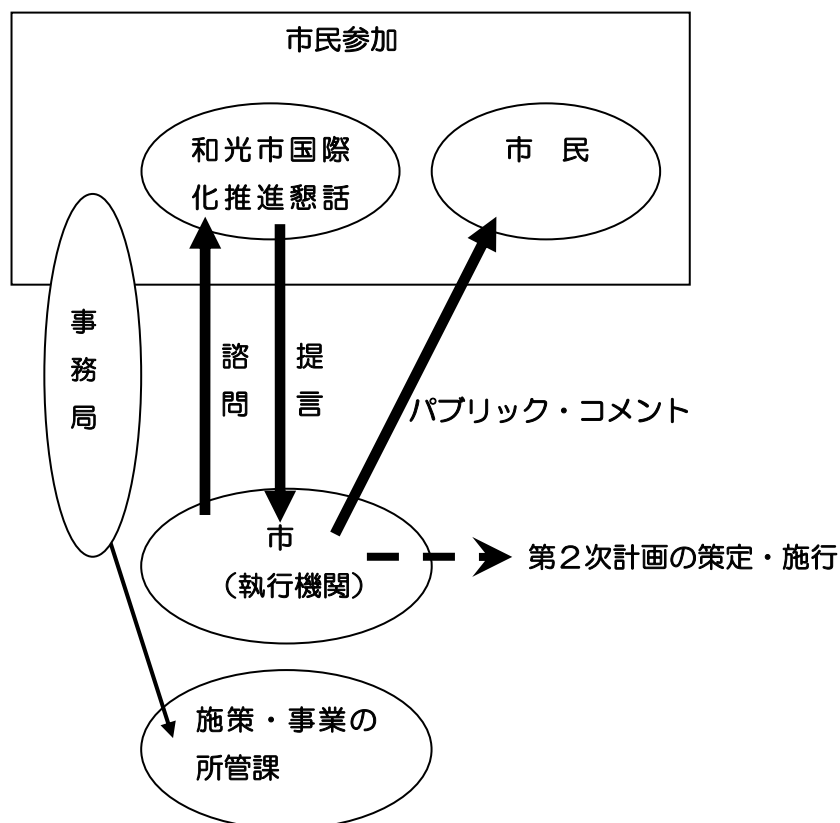 市民参加
和光市国際
化推進懇話
市　民
事
務
局
諮
問
提
言
パブリック・コメント
市
（執行機関）
第２次計画の策定・施行
施策・事業の
所管課